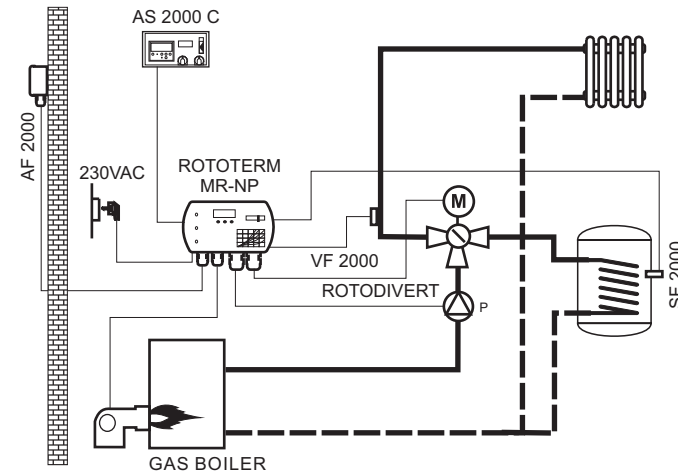 AS 2000 C
AF 2000
230VAC
ROTOTERM
MR-NP
M
VF 2000
ROTODIVERT
P
SF 2000
GAS BOILER